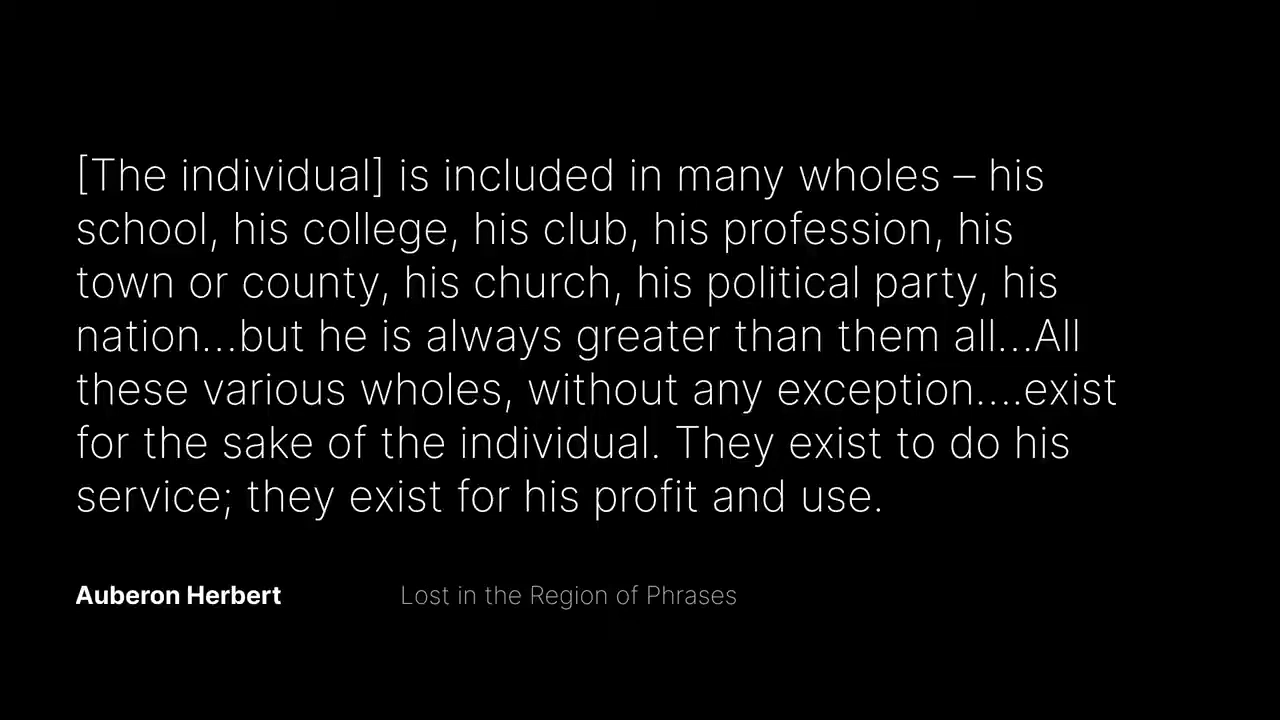 [The individual] is included in many wholes – his
school, his college, his club, his profession, his
town or county, his church, his political party, his
nation...but he is always greater than them all...All
these various wholes, without any exception....exist
for the sake of the individual. They exist to do his
service; they exist for his profit and use.
Auberon Herbert Lost in the Region of Phrases